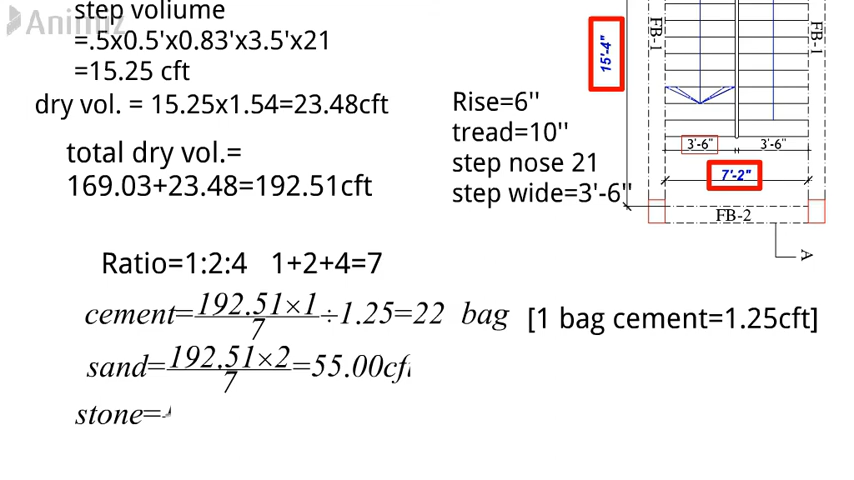 Animiz
step voliume
=.5x0.5'x0.83'x3.5'x21
=15.25 cft
dry vol. = 15.25x1.54=23.48cft
total dry vol.=
169.03+23.48=192.51cft
Rise=6''
tread=10''
step nose 21
step wide=3'-6''
15'-4"
FB-1
FB-1
3'-6"
3'-6"
7'-2"
FB-2
A
Ratio=1:2:4 1+2+4=7
cement=192.51×1/7÷1.25=22 bag [1 bag cement=1.25cft]
sand=192.51×2/7=55.00cf
stone=